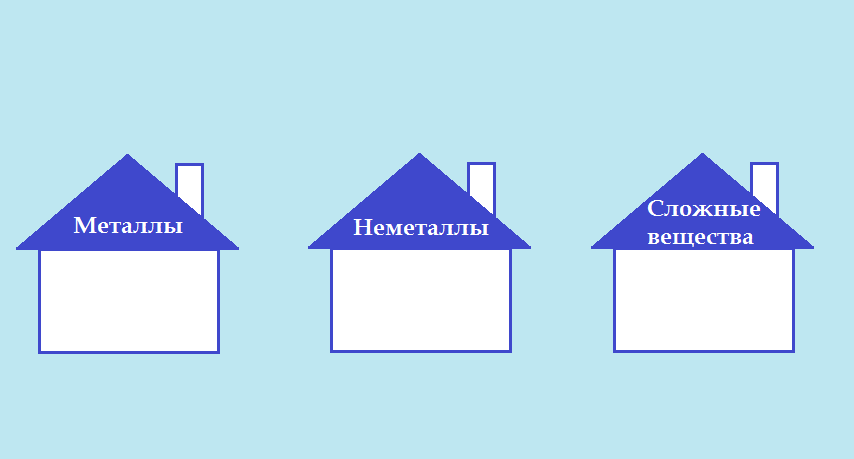 Металлы
Неметаллы
Сложные
вещества